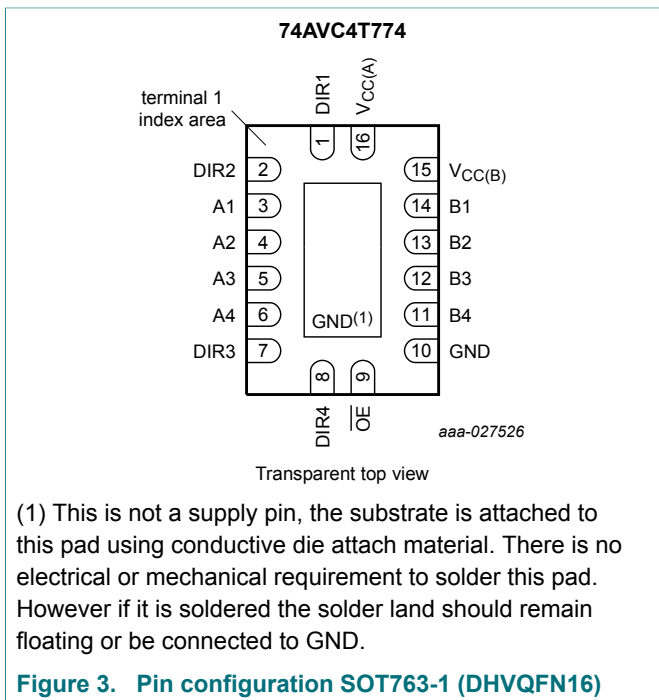 74AVC4T774
terminal 1
index area
DIR1
VCC(A)
1
16
DIR2 2 15 VCC(B)
A1 3 14 B1
A2 4 13 B2
A3 5 12 B3
A4 6 GND(1) 11 B4
DIR3 7 10 GND
8
9
DIR4
OE
aaa-027526
Transparent top view
(1) This is not a supply pin, the substrate is attached to
this pad using conductive die attach material. There is no
electrical or mechanical requirement to solder this pad.
However if it is soldered the solder land should remain
floating or be connected to GND.
Figure 3. Pin configuration SOT763-1 (DHVQFN16)